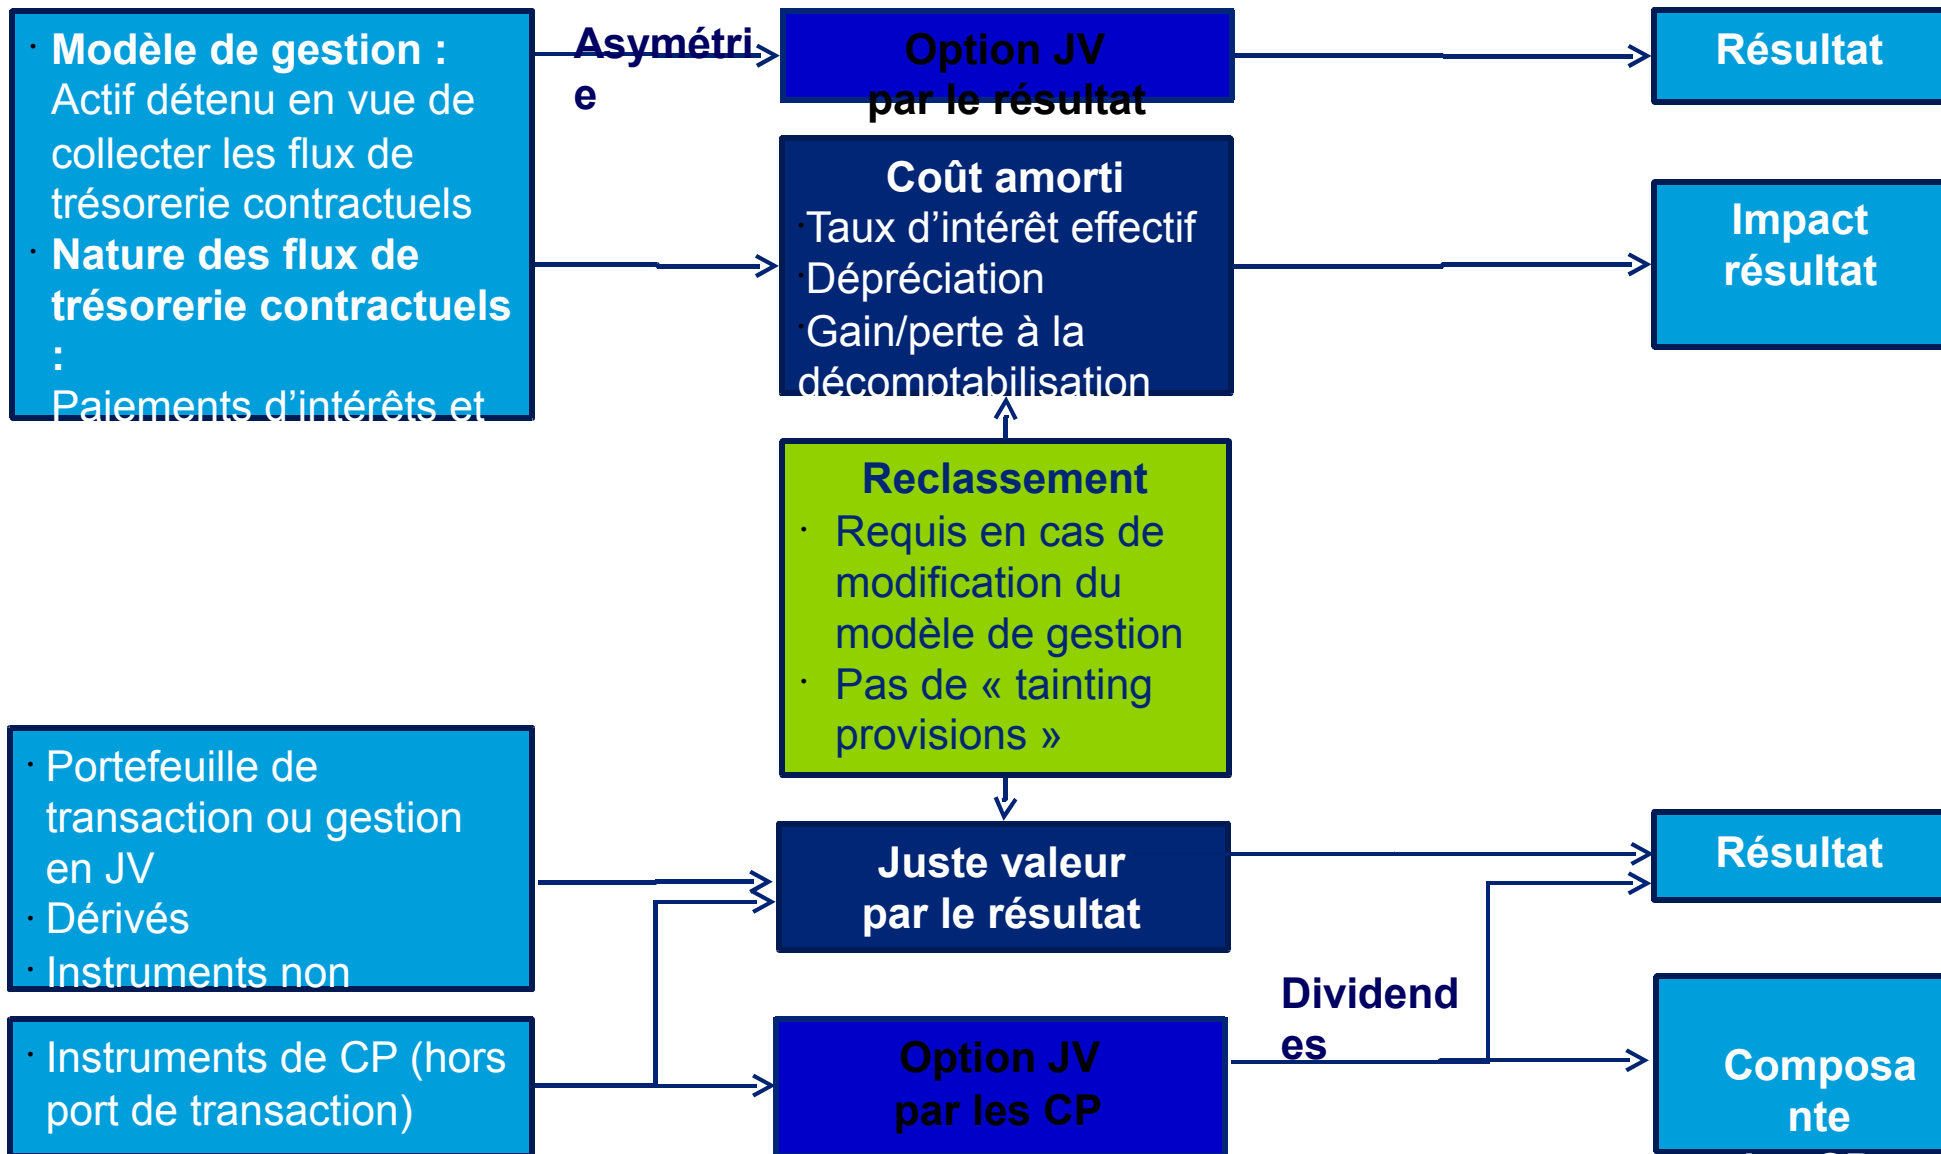 · Modèle de gestion :
Actif détenu en vue de
collecter les flux de
trésorerie contractuels
· Nature des flux de
trésorerie contractuels
:
Paiements d’intérêts et
Asymétri
e
Option JV
par le résultat
Résultat
Coût amorti
·Taux d’intérêt effectif
·Dépréciation
·Gain/perte à la
décomptabilisation
Impact
résultat
Reclassement
· Requis en cas de
modification du
modèle de gestion
· Pas de « tainting
provisions »
· Portefeuille de
transaction ou gestion
en JV
· Dérivés
· Instruments non
Juste valeur
par le résultat
Résultat
· Instruments de CP (hors
port de transaction)
Option JV
par les CP
Dividend
es
Composa
nte